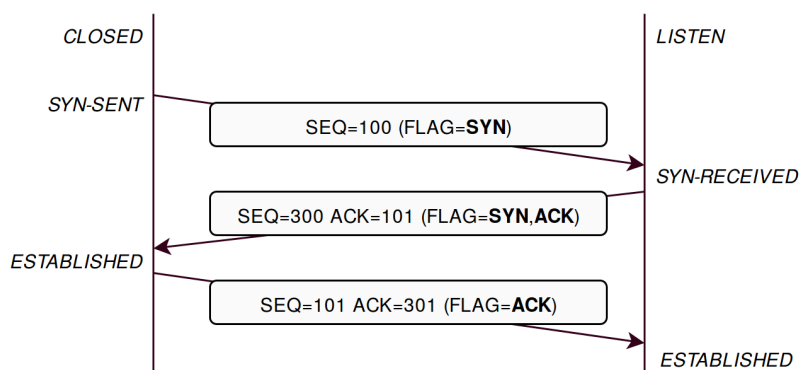 CLOSED
LISTEN
SYN-SENT
SEQ=100 (FLAG=SYN)
SYN-RECEIVED
SEQ=300 ACK=101 (FLAG=SYN,ACK)
ESTABLISHED
SEQ=101 ACK=301 (FLAG=ACK)
ESTABLISHED